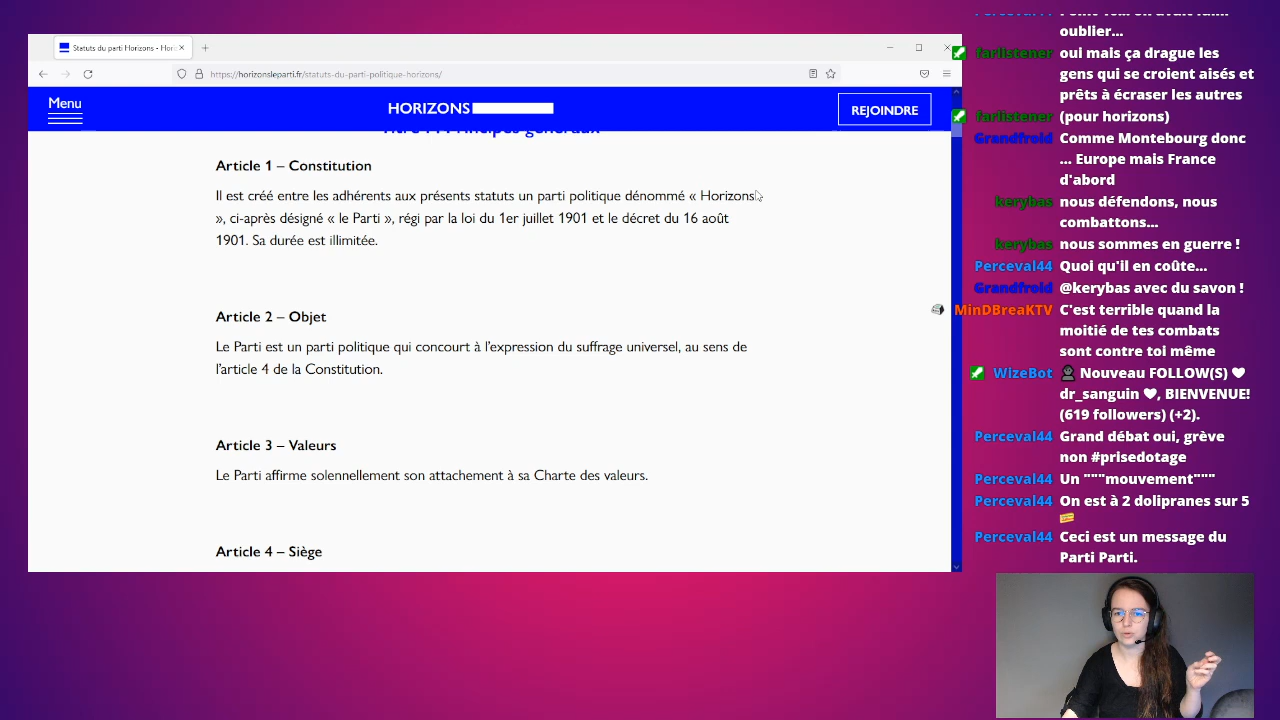 Statuts du parti Horizons - Hori
https://horizonsleparti.fr/statuts-du-parti-politique-horizons/
Menu
HORIZONS
REJOINDRE
Principes généraux
Article 1 – Constitution
Il est créé entre les adhérents aux présents statuts un parti politique dénommé « Horizons
», ci-après désigné « le Parti », régi par la loi du 1er juillet 1901 et le décret du 16 août
1901. Sa durée est illimitée.
Article 2 – Objet
Le Parti est un parti politique qui concourt à l’expression du suffrage universel, au sens de
l’article 4 de la Constitution.
Article 3 – Valeurs
Le Parti affirme solennellement son attachement à sa Charte des valeurs.
Article 4 – Siège
oublier...
farlistener oui mais ça drague les
gens qui se croient aisés et
prêts à écraser les autres
farlistener (pour horizons)
Grandfroid Comme Montebourg donc
... Europe mais France
d'abord
kerybas nous défendons, nous
combattons...
kerybas nous sommes en guerre !
Perceval44 Quoi qu'il en coûte...
Grandfroid @kerybas avec du savon !
MinDBreaKTV C'est terrible quand la
moitié de tes combats
sont contre toi même
WizeBot Nouveau FOLLOW(S) ♥
dr_sanguin ♥, BIENVENUE!
(619 followers) (+2).
Perceval44 Grand débat oui, grève
non #prisedotage
Perceval44 Un """mouvement"""
Perceval44 On est à 2 dolipranes sur 5
Perceval44 Ceci est un message du
Parti Parti.